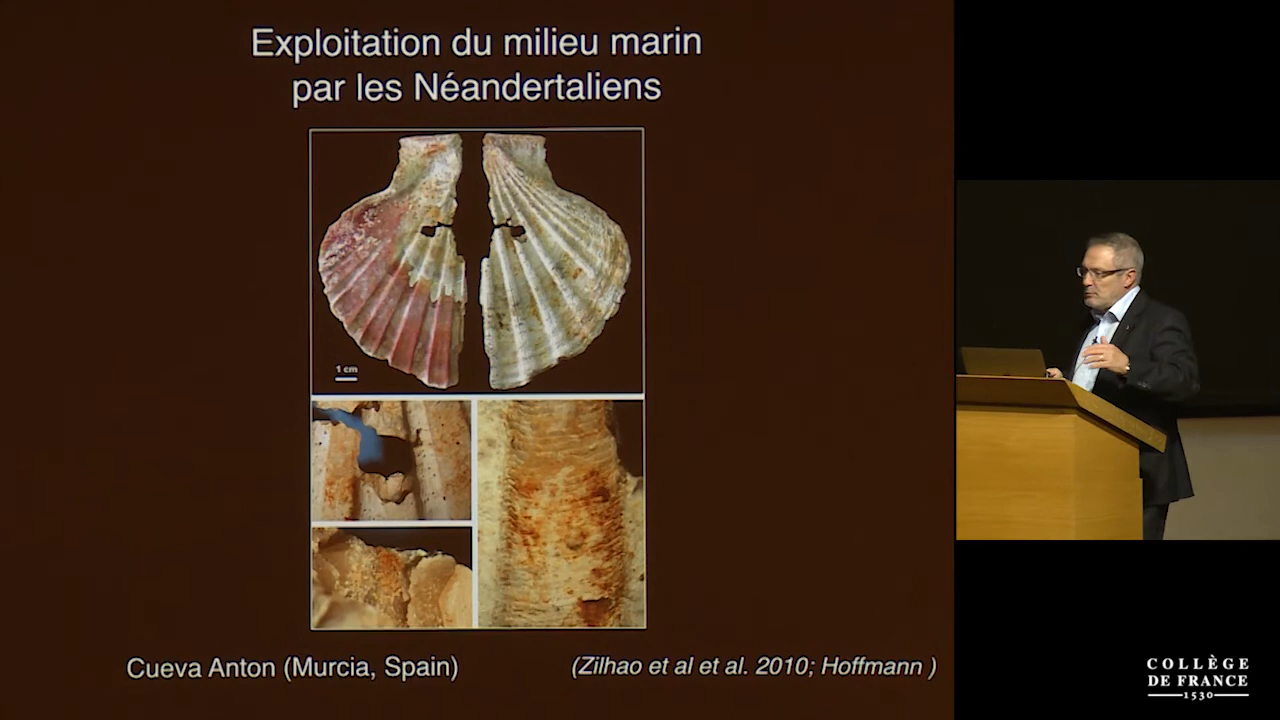 Exploitation du milieu marin
par les Néandertaliens
1 cm
Cueva Anton (Murcia, Spain)
(Zilhao et al et al. 2010; Hoffmann )
COLLÈGE
DE FRANCE
1530